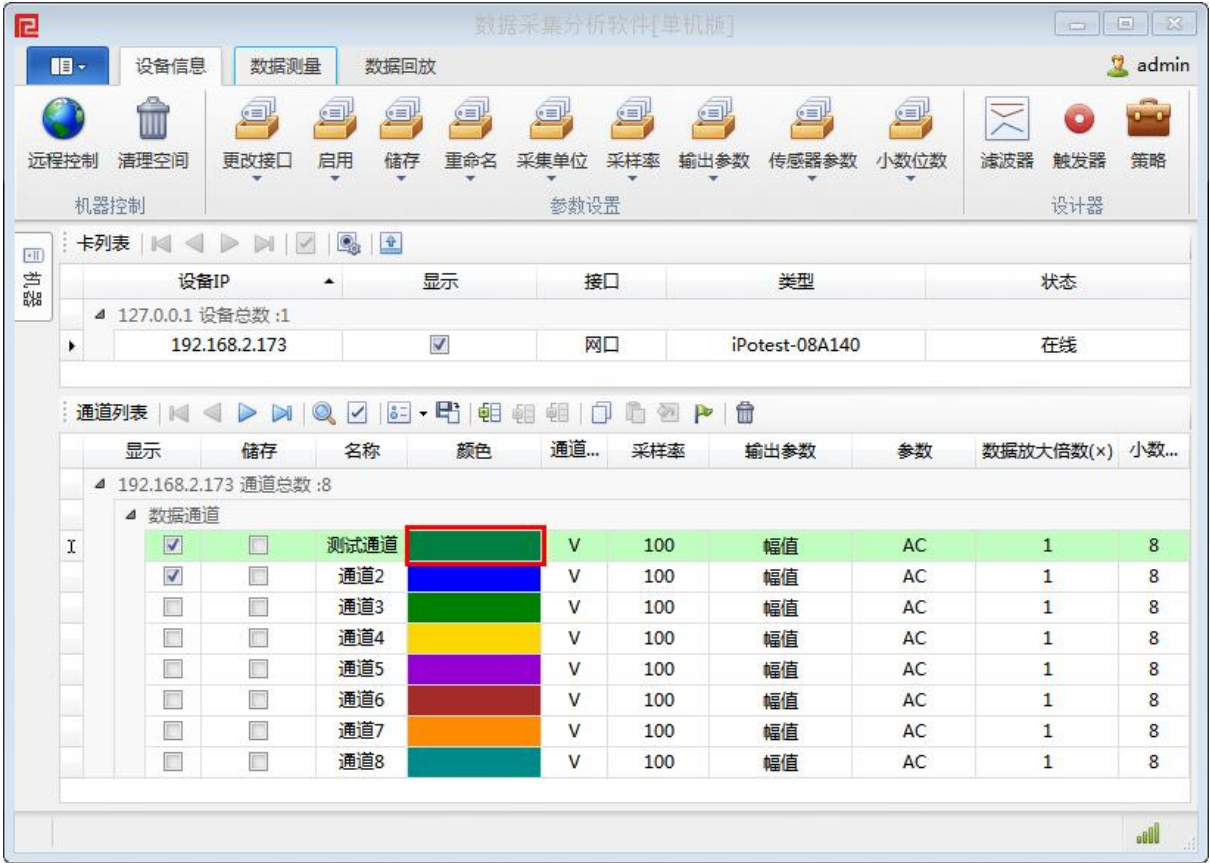 数据采集分析软件[单机版]
设备信息 数据测量 数据回放 admin
远程控制 清理空间 更改接口 启用 储存 重命名 采集单位 采样率 输出参数 传感器参数 小数位数 滤波器 触发器 策略
机器控制 参数设置 设计器
机器
卡列表
设备IP 显示 接口 类型 状态
127.0.0.1 设备总数 :1
192.168.2.173 网口 iPotest-08A140 在线
通道列表
显示 储存 名称 颜色 通道... 采样率 输出参数 参数 数据放大倍数(×) 小数...
192.168.2.173 通道总数 :8
数据通道
测试通道 V 100 幅值 AC 1 8
通道2 V 100 幅值 AC 1 8
通道3 V 100 幅值 AC 1 8
通道4 V 100 幅值 AC 1 8
通道5 V 100 幅值 AC 1 8
通道6 V 100 幅值 AC 1 8
通道7 V 100 幅值 AC 1 8
通道8 V 100 幅值 AC 1 8